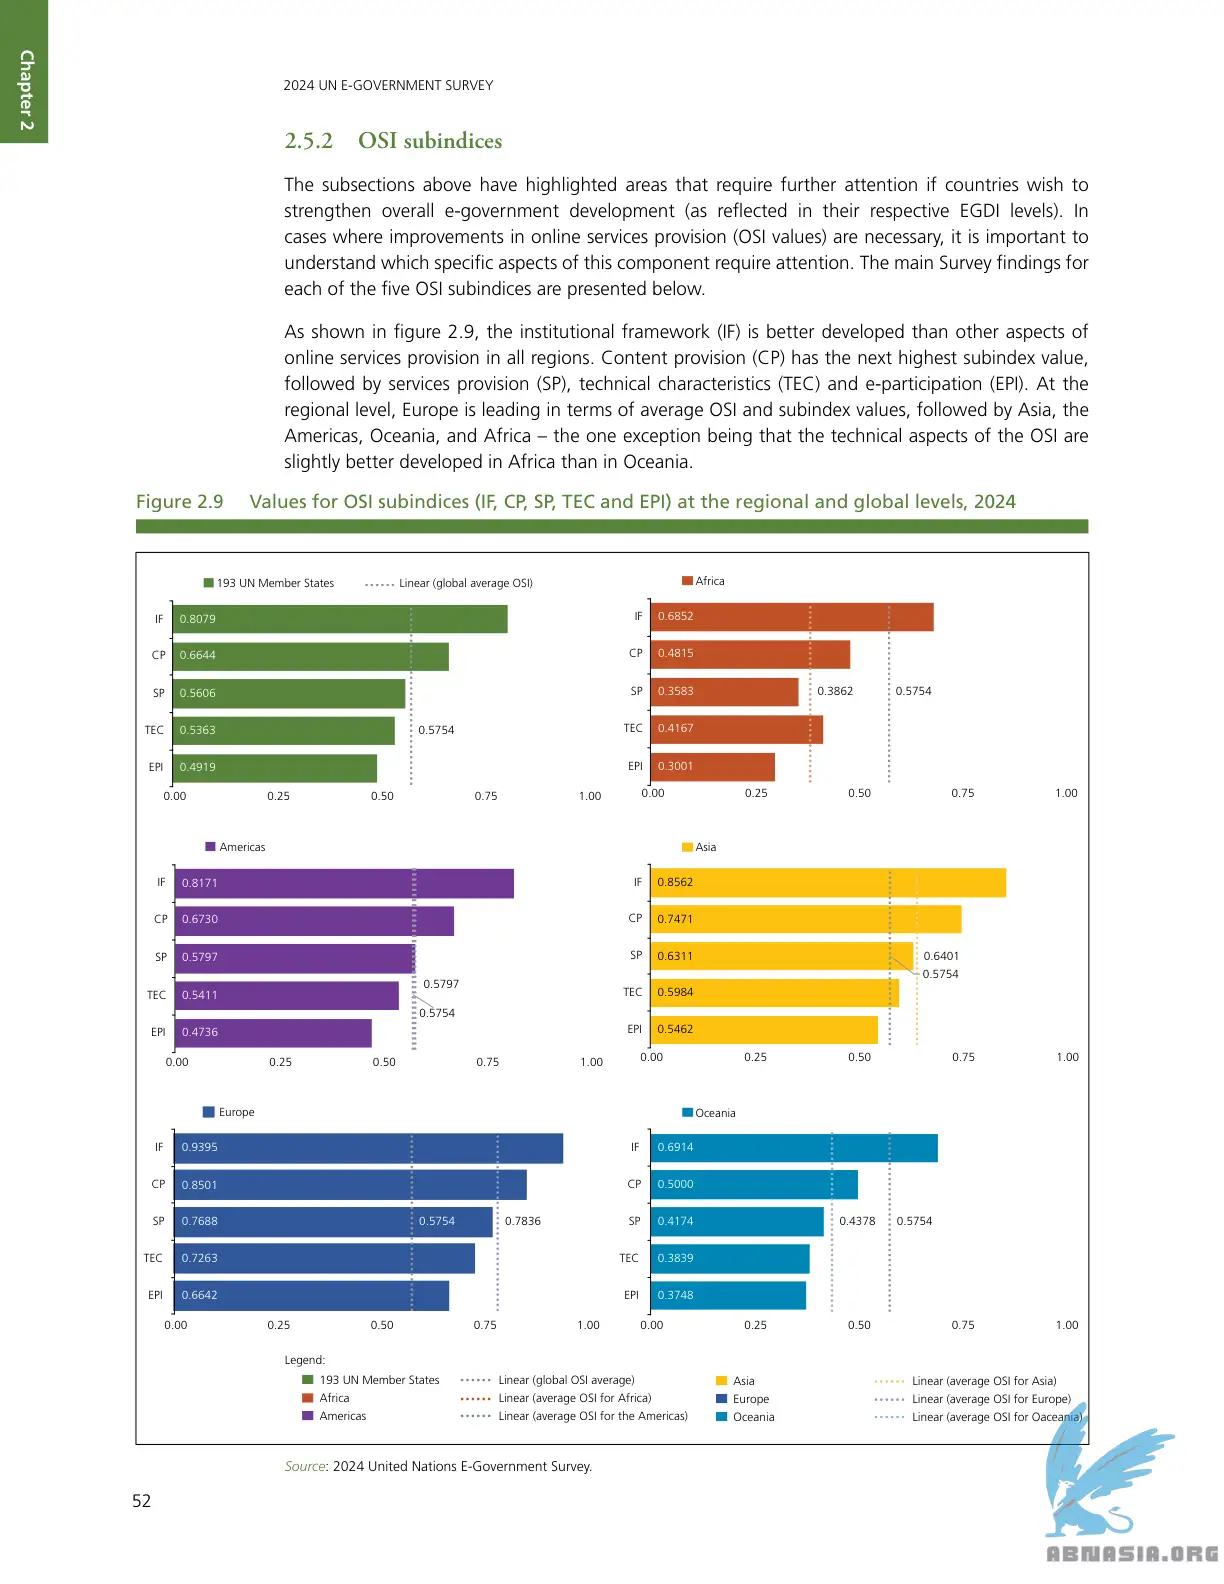 Chapter 2
2024 UN E-GOVERNMENT SURVEY
2.5.2 OSI subindices
The subsections above have highlighted areas that require further attention if countries wish to
strengthen overall e-government development (as reflected in their respective EGDI levels). In
cases where improvements in online services provision (OSI values) are necessary, it is important to
understand which specific aspects of this component require attention. The main Survey findings for
each of the five OSI subindices are presented below.
As shown in figure 2.9, the institutional framework (IF) is better developed than other aspects of
online services provision in all regions. Content provision (CP) has the next highest subindex value,
followed by services provision (SP), technical characteristics (TEC) and e-participation (EPI). At the
regional level, Europe is leading in terms of average OSI and subindex values, followed by Asia, the
Americas, Oceania, and Africa – the one exception being that the technical aspects of the OSI are
slightly better developed in Africa than in Oceania.
Figure 2.9 Values for OSI subindices (IF, CP, SP, TEC and EPI) at the regional and global levels, 2024
193 UN Member States Linear (global average OSI)
IF 0.8079
CP 0.6644
SP 0.5606
TEC 0.5363 0.5754
EPI 0.4919
0.00 0.25 0.50 0.75 1.00
Africa
IF 0.6852
CP 0.4815
SP 0.3583 0.3862 0.5754
TEC 0.4167
EPI 0.3001
0.00 0.25 0.50 0.75 1.00
Americas
IF 0.8171
CP 0.6730
SP 0.5797
0.5797
TEC 0.5411
0.5754
EPI 0.4736
0.00 0.25 0.50 0.75 1.00
Asia
IF 0.8562
CP 0.7471
SP 0.6311 0.6401
0.5754
TEC 0.5984
EPI 0.5462
0.00 0.25 0.50 0.75 1.00
Europe
IF 0.9395
CP 0.8501
SP 0.7688 0.5754 0.7836
TEC 0.7263
EPI 0.6642
0.00 0.25 0.50 0.75 1.00
Oceania
IF 0.6914
CP 0.5000
SP 0.4174 0.4378 0.5754
TEC 0.3839
EPI 0.3748
0.00 0.25 0.50 0.75 1.00
Legend:
193 UN Member States Linear (global OSI average) Asia Linear (average OSI for Asia)
Africa Linear (average OSI for Africa) Europe Linear (average OSI for Europe)
Americas Linear (average OSI for the Americas) Oceania Linear (average OSI for Oaceania)
Source: 2024 United Nations E-Government Survey.
52
ABNASIA.ORG